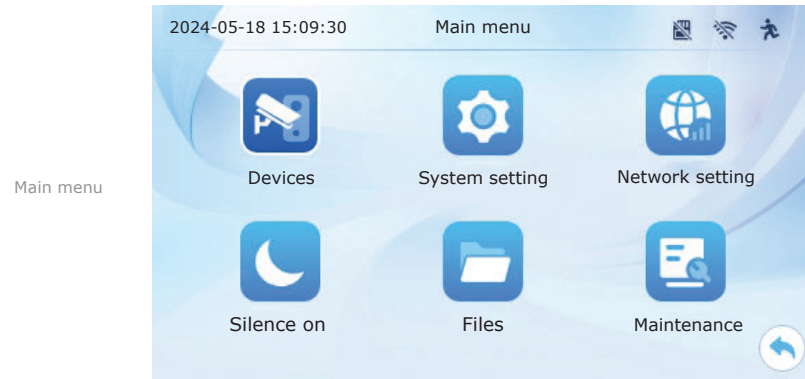 2024-05-18 15:09:30 Main menu
Devices System setting Network setting
Main menu
Silence on Files Maintenance